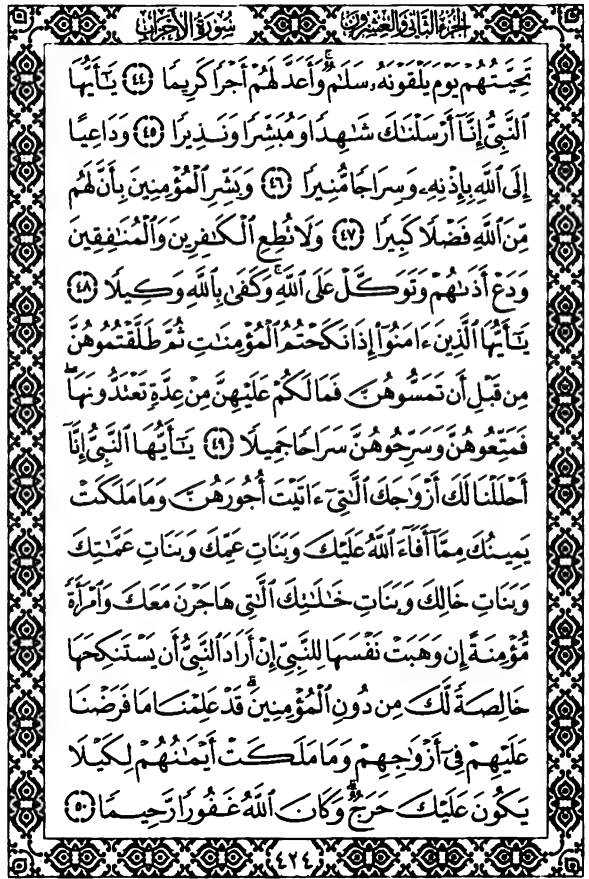 الجزء الثاني والعشرون سورة الأحزاب
تَحِيَّتُهُمْ يَوْمَ يَلْقَوْنَهُۥ سَلَٰمٌ ۚ وَأَعَدَّ لَهُمْ أَجْرًا كَرِيمًا ﴿٤٤﴾ يَٰٓأَيُّهَا
ٱلنَّبِىُّ إِنَّآ أَرْسَلْنَٰكَ شَٰهِدًا وَمُبَشِّرًا وَنَذِيرًا ﴿٤٥﴾ وَدَاعِيًا
إِلَى ٱللَّهِ بِإِذْنِهِۦ وَسِرَاجًا مُّنِيرًا ﴿٤٦﴾ وَبَشِّرِ ٱلْمُؤْمِنِينَ بِأَنَّ لَهُم
مِّنَ ٱللَّهِ فَضْلًا كَبِيرًا ﴿٤٧﴾ وَلَا تُطِعِ ٱلْكَٰفِرِينَ وَٱلْمُنَٰفِقِينَ
وَدَعْ أَذَىٰهُمْ وَتَوَكَّلْ عَلَى ٱللَّهِ ۚ وَكَفَىٰ بِٱللَّهِ وَكِيلًا ﴿٤٨﴾
يَٰٓأَيُّهَا ٱلَّذِينَ ءَامَنُوٓا۟ إِذَا نَكَحْتُمُ ٱلْمُؤْمِنَٰتِ ثُمَّ طَلَّقْتُمُوهُنَّ
مِن قَبْلِ أَن تَمَسُّوهُنَّ فَمَا لَكُمْ عَلَيْهِنَّ مِنْ عِدَّةٍ تَعْتَدُّونَهَا ۖ
فَمَتِّعُوهُنَّ وَسَرِّحُوهُنَّ سَرَاحًا جَمِيلًا ﴿٤٩﴾ يَٰٓأَيُّهَا ٱلنَّبِىُّ إِنَّآ
أَحْلَلْنَا لَكَ أَزْوَٰجَكَ ٱلَّٰتِىٓ ءَاتَيْتَ أُجُورَهُنَّ وَمَا مَلَكَتْ
يَمِينُكَ مِمَّآ أَفَآءَ ٱللَّهُ عَلَيْكَ وَبَنَاتِ عَمِّكَ وَبَنَاتِ عَمَّٰتِكَ
وَبَنَاتِ خَالِكَ وَبَنَاتِ خَٰلَٰتِكَ ٱلَّٰتِى هَاجَرْنَ مَعَكَ وَٱمْرَأَةً
مُّؤْمِنَةً إِن وَهَبَتْ نَفْسَهَا لِلنَّبِىِّ إِنْ أَرَادَ ٱلنَّبِىُّ أَن يَسْتَنكِحَهَا
خَالِصَةً لَّكَ مِن دُونِ ٱلْمُؤْمِنِينَ ۗ قَدْ عَلِمْنَا مَا فَرَضْنَا
عَلَيْهِمْ فِىٓ أَزْوَٰجِهِمْ وَمَا مَلَكَتْ أَيْمَٰنُهُمْ لِكَيْلَا
يَكُونَ عَلَيْكَ حَرَجٌ ۗ وَكَانَ ٱللَّهُ غَفُورًا رَّحِيمًا ﴿٥٠﴾
٤٢٤